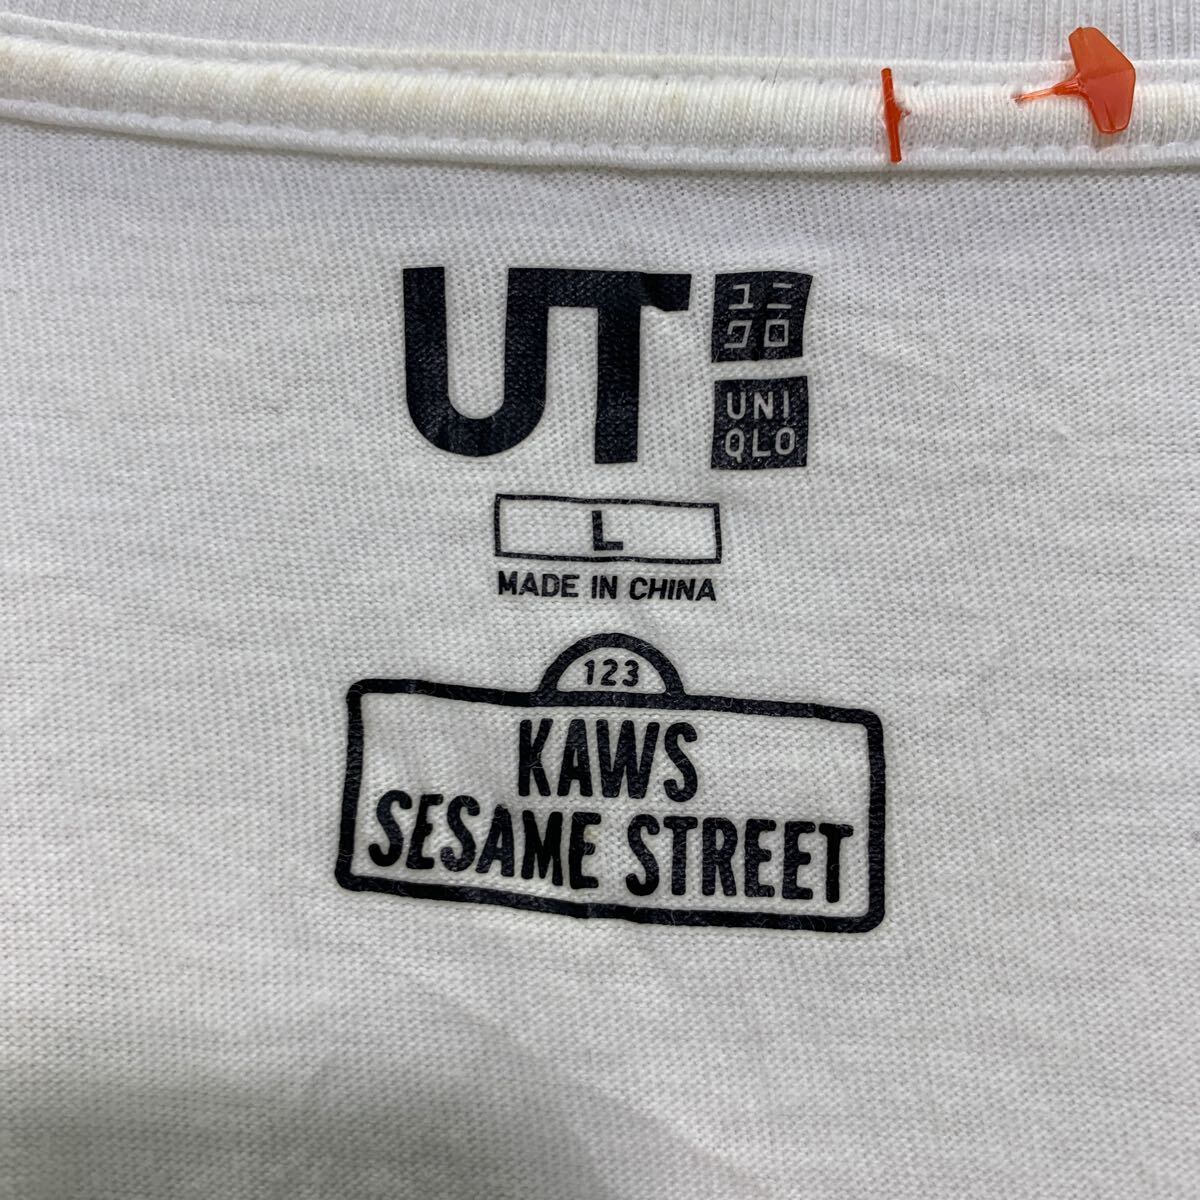 UT
ユニ
クロ
UNI
QLO
L
MADE IN CHINA
123
KAWS
SESAME STREET